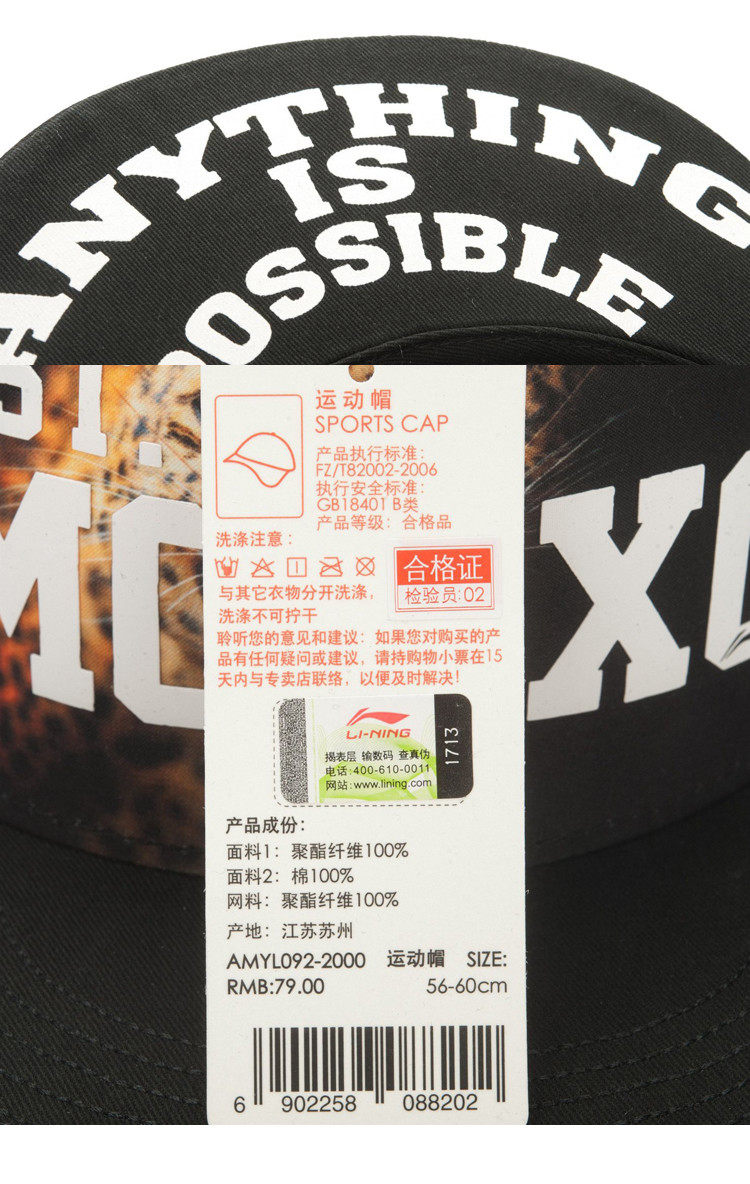 ANYTHING
IS
POSSIBLE
运动帽
SPORTS CAP
产品执行标准：
FZ/T82002-2006
执行安全标准：
GB18401 B类
产品等级：合格品
洗涤注意：
合格证
检验员:02
与其它衣物分开洗涤，
洗涤不可拧干
聆听您的意见和建议：如果您对购买的产
品有任何疑问或建议，请持购物小票在15
天内与专卖店联络，以便及时解决！
LI-NING
揭表层 输数码 查真伪
电话:400-610-0011
网站:www.lining.com
1713
产品成份：
面料1：聚酯纤维100%
面料2：棉100%
网料：聚酯纤维100%
产地：江苏苏州
AMYL092-2000 运动帽 SIZE:
RMB:79.00 56-60cm
6 902258 088202